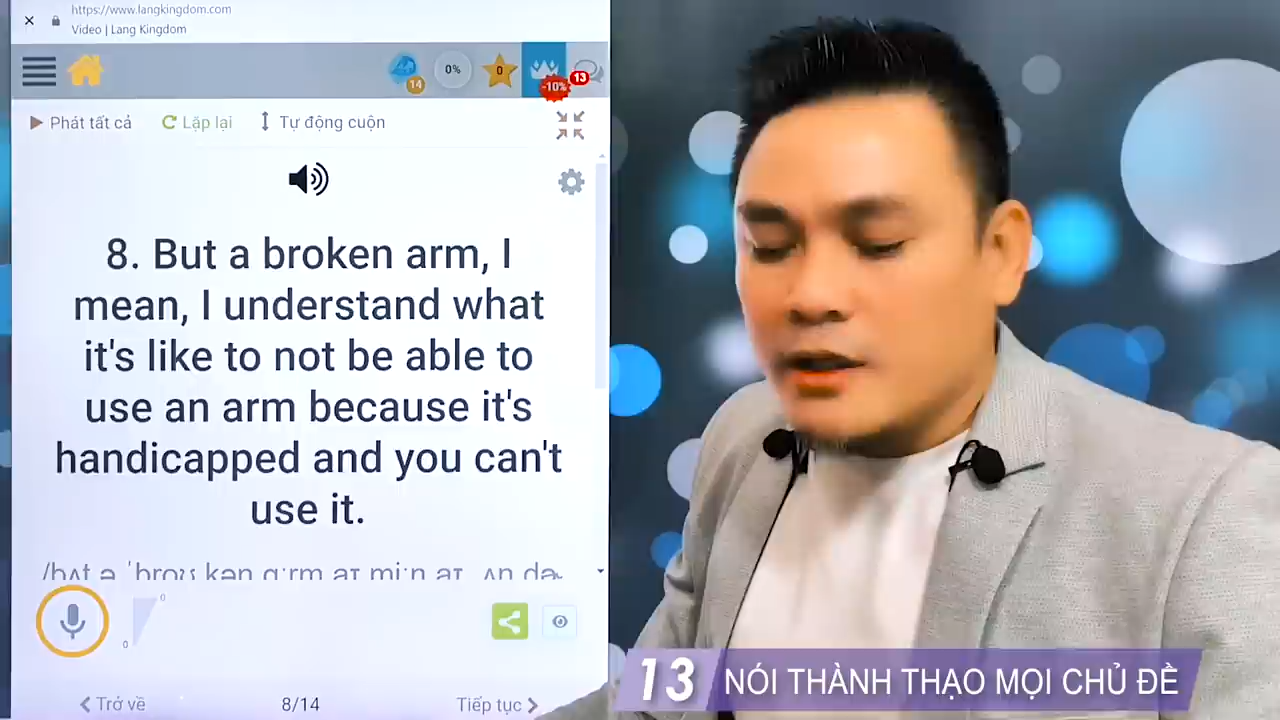 https://www.langkingdom.com
Video | Lang Kingdom
14
0%
0
-10%
13
Phát tất cả
Lặp lại
Tự động cuộn
8. But a broken arm, I
mean, I understand what
it's like to not be able to
use an arm because it's
handicapped and you can't
use it.
0
0
Trở về
8/14
Tiếp tục
13 NÓI THÀNH THẠO MỌI CHỦ ĐỀ